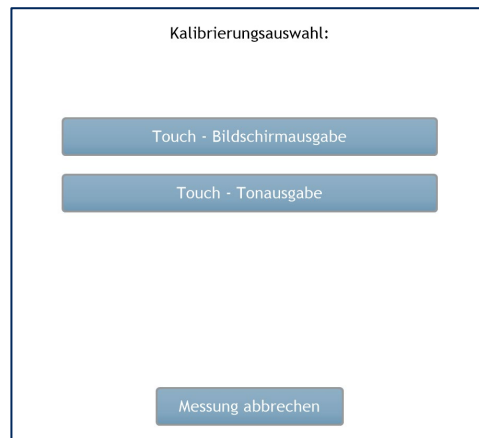 Kalibrierungsauswahl:
Touch - Bildschirmausgabe
Touch - Tonausgabe
Messung abbrechen